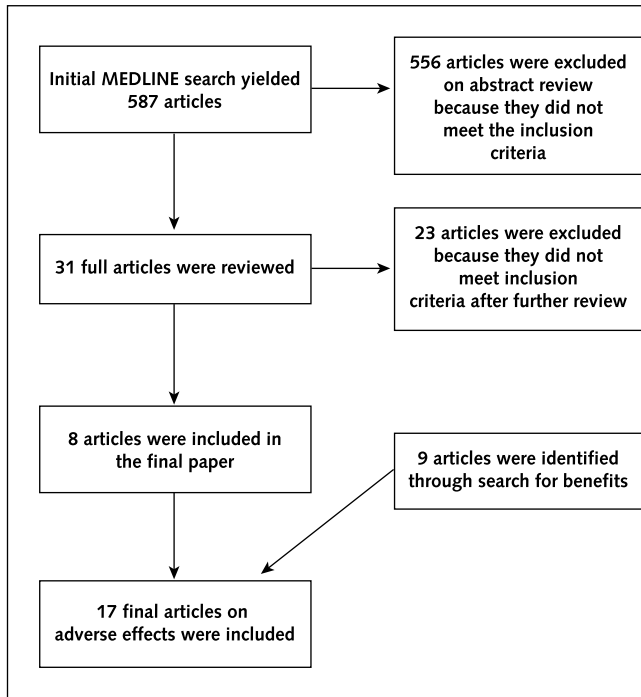 Initial MEDLINE search yielded
587 articles
556 articles were excluded
on abstract review
because they did not
meet the inclusion
criteria
31 full articles were reviewed
23 articles were excluded
because they did not
meet inclusion
criteria after further review
8 articles were included in
the final paper
9 articles were identified
through search for benefits
17 final articles on
adverse effects were included